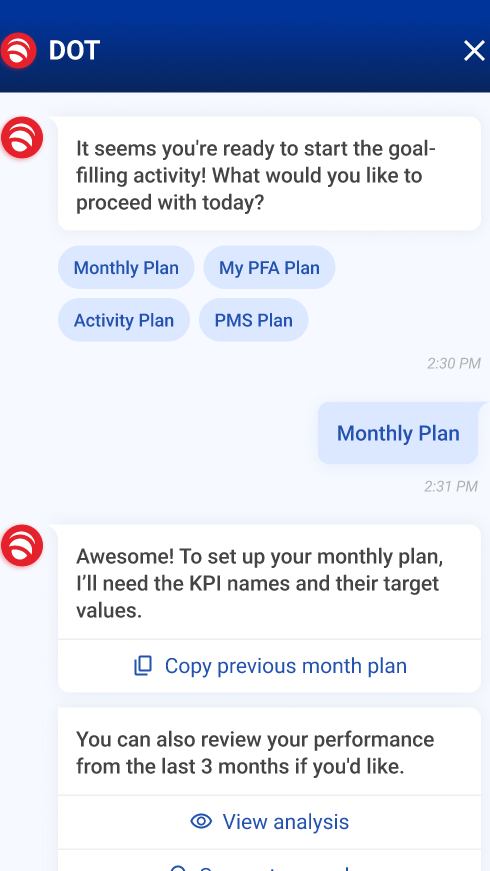 DOT
It seems you're ready to start the goal-
filling activity! What would you like to
proceed with today?
Monthly Plan
My PFA Plan
Activity Plan
PMS Plan
2:30 PM
Monthly Plan
2:31 PM
Awesome! To set up your monthly plan,
I’ll need the KPI names and their target
values.
Copy previous month plan
You can also review your performance
from the last 3 months if you'd like.
View analysis